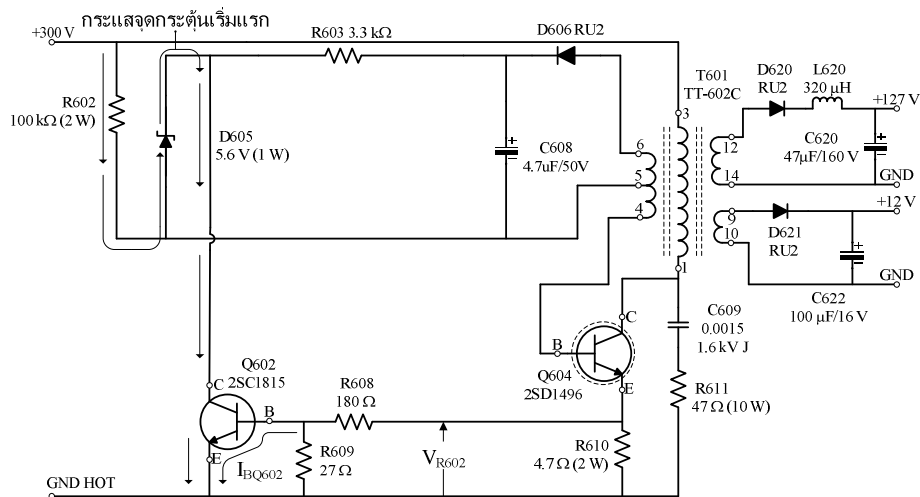 กระแสจุดกระตุ้นเริ่มแรก
+300 V
R603 3.3 kΩ
D606 RU2
T601
TT-602C
D620
RU2
L620
320 μH
+127 V
R602
100 kΩ (2 W)
D605
5.6 V (1 W)
C608
4.7uF/50V
6
5
4
3
1
12
14
C620
47μF/160 V
GND
+12 V
9
10
D621
RU2
GND
C622
100 μF/16 V
C609
0.0015
1.6 kV J
C
B
E
Q604
2SD1496
R611
47 Ω (10 W)
Q602
2SC1815
C
B
E
R608
180 Ω
R609
27 Ω
IBQ602
VR602
R610
4.7 Ω (2 W)
GND HOT